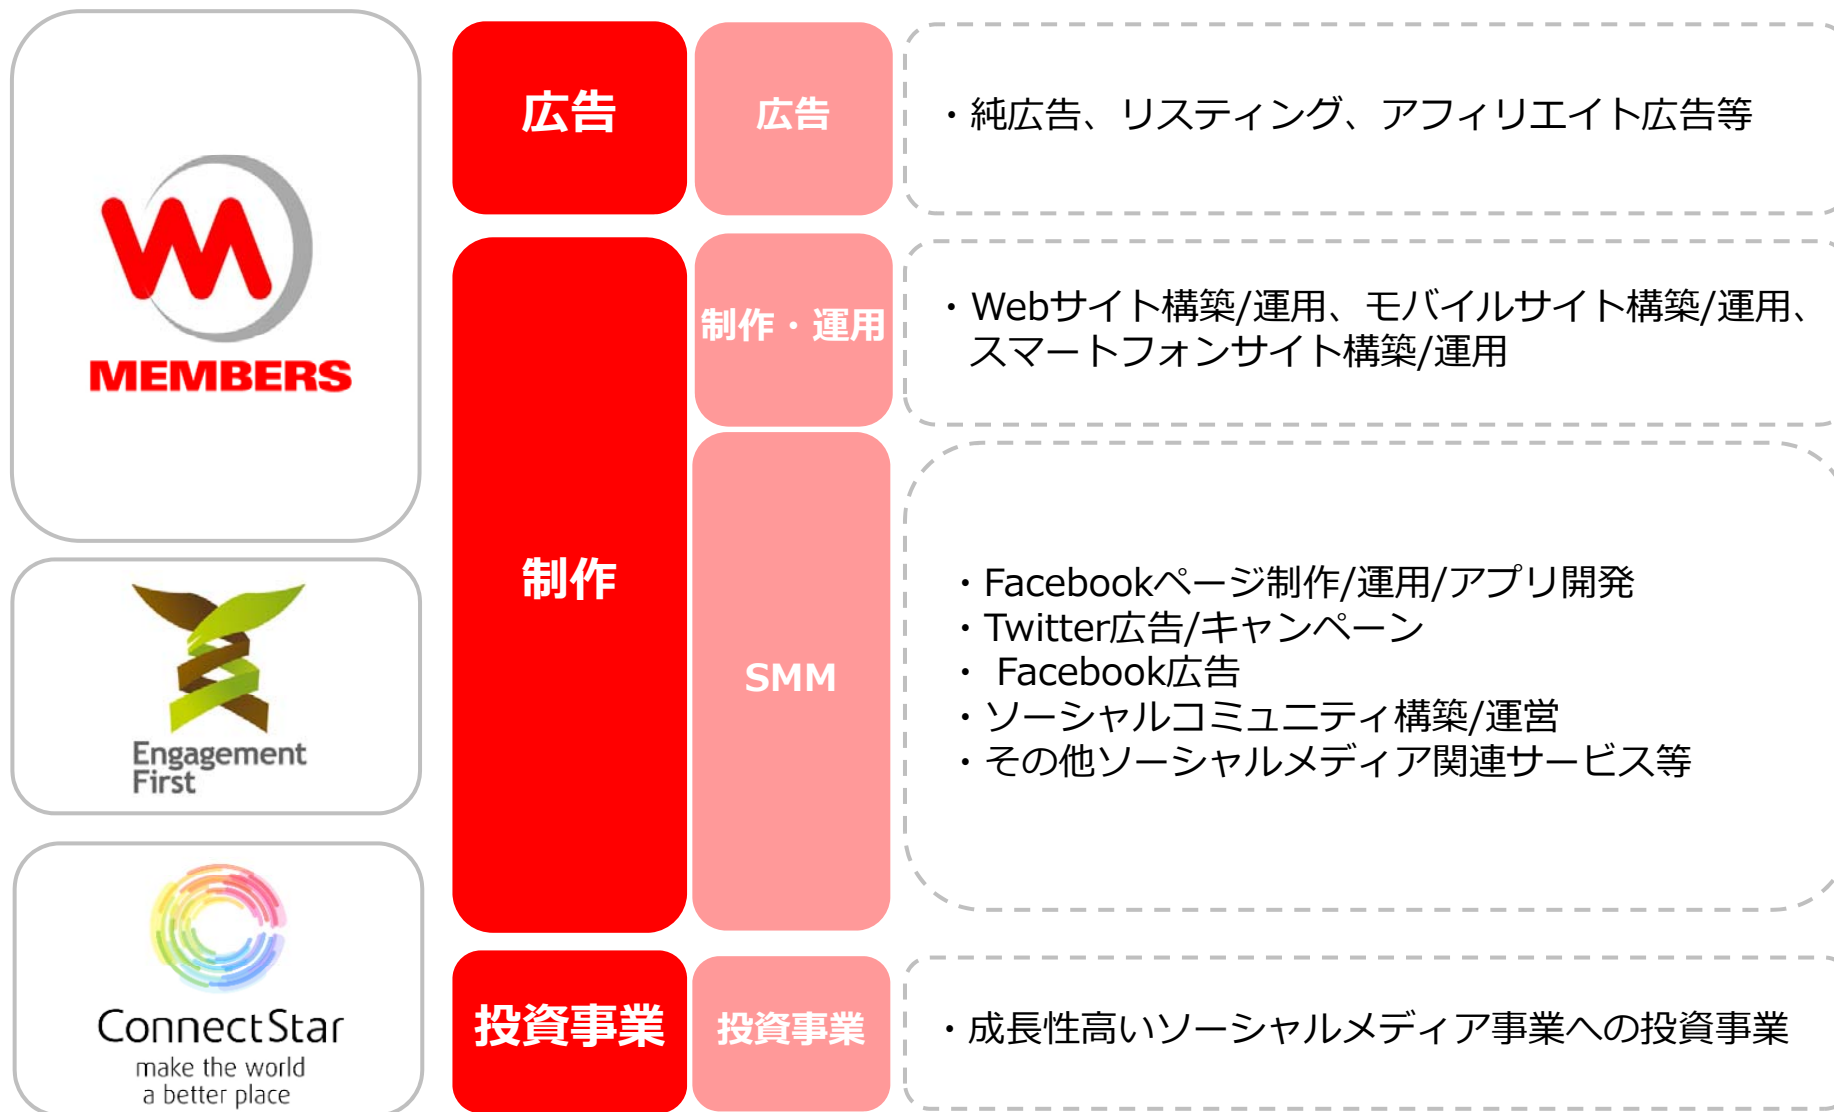 MEMBERS
Engagement
First
ConnectStar
make the world
a better place
広告
広告
・純広告、リスティング、アフィリエイト広告等
制作
制作・運用
・Webサイト構築/運用、モバイルサイト構築/運用、
スマートフォンサイト構築/運用
SMM
・Facebookページ制作/運用/アプリ開発
・Twitter広告/キャンペーン
・ Facebook広告
・ソーシャルコミュニティ構築/運営
・その他ソーシャルメディア関連サービス等
投資事業
投資事業
・成長性高いソーシャルメディア事業への投資事業